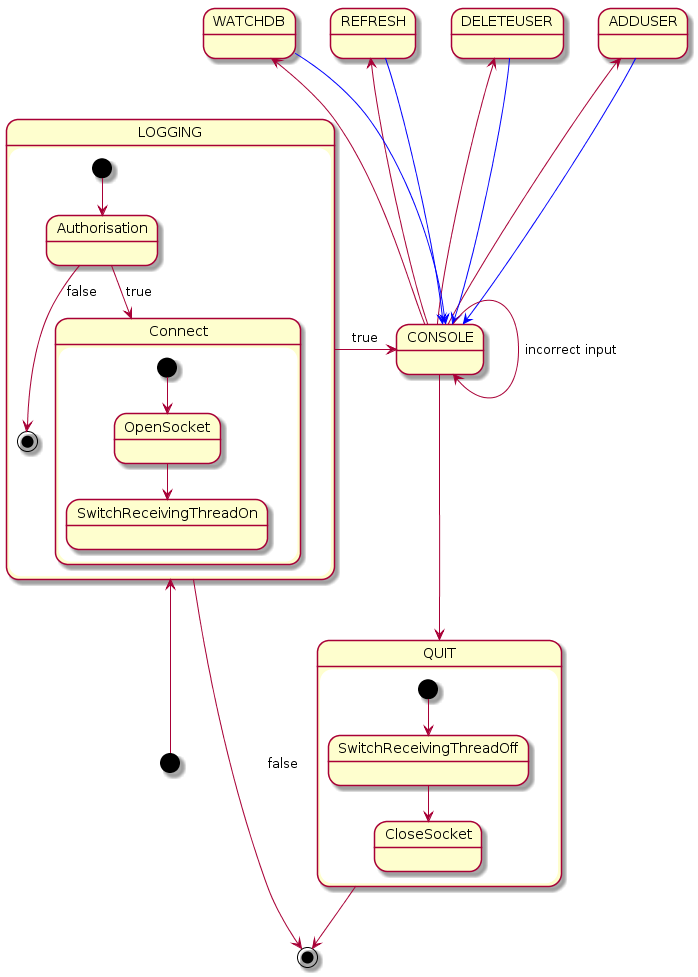 WATCHDB
REFRESH
DELETEUSER
ADDUSER
LOGGING
Authorisation
false
true
Connect
OpenSocket
SwitchReceivingThreadOn
true
CONSOLE
incorrect input
QUIT
SwitchReceivingThreadOff
false
CloseSocket